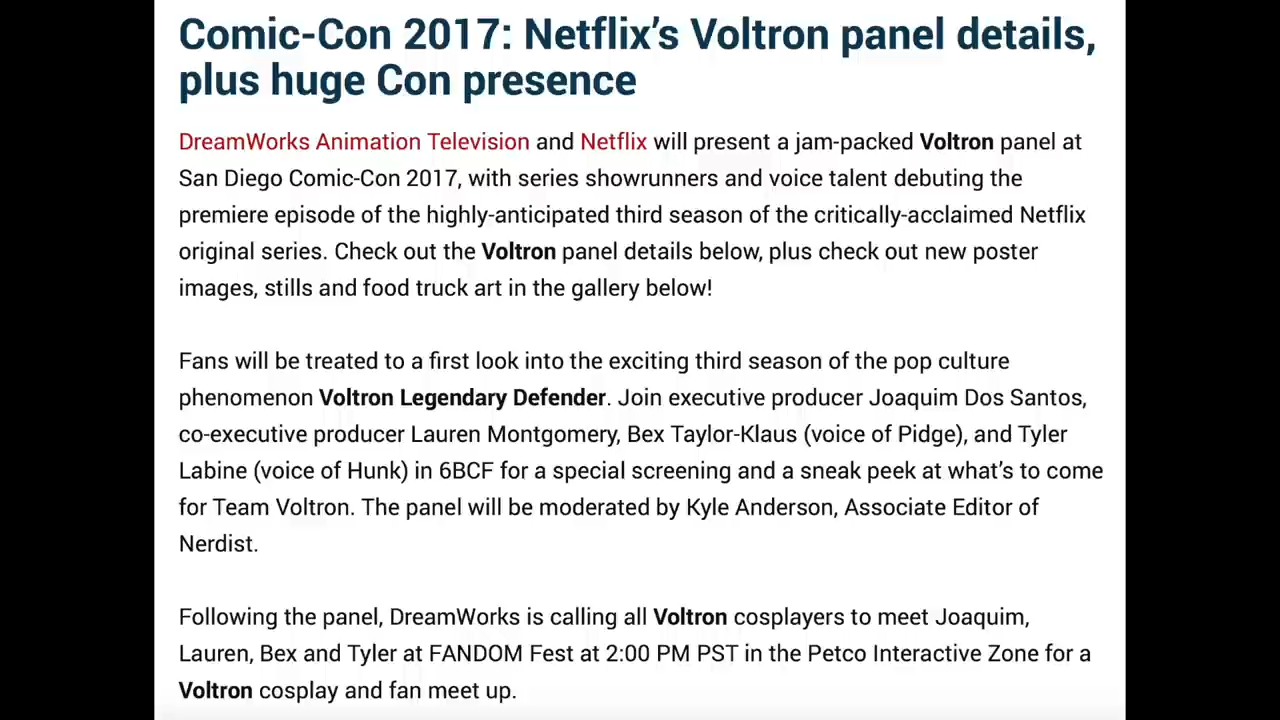 Comic-Con 2017: Netflix’s Voltron panel details,
plus huge Con presence
DreamWorks Animation Television and Netflix will present a jam-packed Voltron panel at
San Diego Comic-Con 2017, with series showrunners and voice talent debuting the
premiere episode of the highly-anticipated third season of the critically-acclaimed Netflix
original series. Check out the Voltron panel details below, plus check out new poster
images, stills and food truck art in the gallery below!
Fans will be treated to a first look into the exciting third season of the pop culture
phenomenon Voltron Legendary Defender. Join executive producer Joaquim Dos Santos,
co-executive producer Lauren Montgomery, Bex Taylor-Klaus (voice of Pidge), and Tyler
Labine (voice of Hunk) in 6BCF for a special screening and a sneak peek at what’s to come
for Team Voltron. The panel will be moderated by Kyle Anderson, Associate Editor of
Nerdist.
Following the panel, DreamWorks is calling all Voltron cosplayers to meet Joaquim,
Lauren, Bex and Tyler at FANDOM Fest at 2:00 PM PST in the Petco Interactive Zone for a
Voltron cosplay and fan meet up.